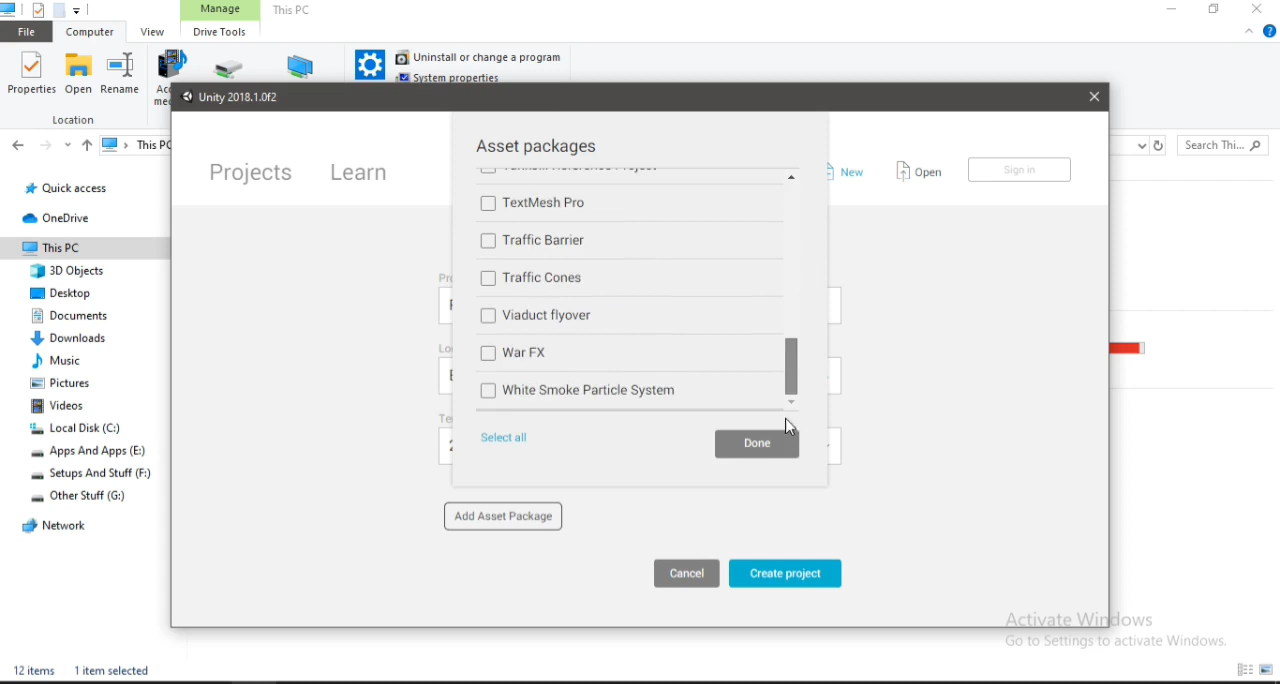 Manage
This PC
File
Computer
View
Drive Tools
Properties
Open
Rename
Uninstall or change a program
System properties
Location
Unity 2018.1.0f2
This PC
Search Thi...
Projects
Learn
Asset packages
New
Open
Sign in
TextMesh Pro
Traffic Barrier
Traffic Cones
Viaduct flyover
War FX
White Smoke Particle System
Select all
Done
Add Asset Package
Cancel
Create project
Quick access
OneDrive
This PC
3D Objects
Desktop
Documents
Downloads
Music
Pictures
Videos
Local Disk (C:)
Apps And Apps (E:)
Setups And Stuff (F:)
Other Stuff (G:)
Network
Activate Windows
Go to Settings to activate Windows.
12 items
1 item selected